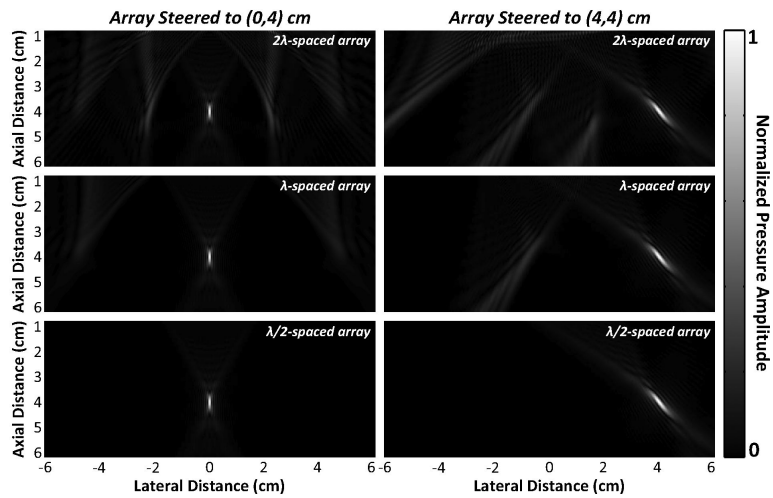 Array Steered to (0,4) cm
Array Steered to (4,4) cm
Axial Distance (cm)
1
2
3
4
5
6
2λ-spaced array
2λ-spaced array
Axial Distance (cm)
1
2
3
4
5
6
λ-spaced array
λ-spaced array
Axial Distance (cm)
1
2
3
4
5
6
λ/2-spaced array
λ/2-spaced array
-6 -4 -2 0 2 4 6
-4 -2 0 2 4 6
Lateral Distance (cm)
Lateral Distance (cm)
1
Normalized Pressure Amplitude
0